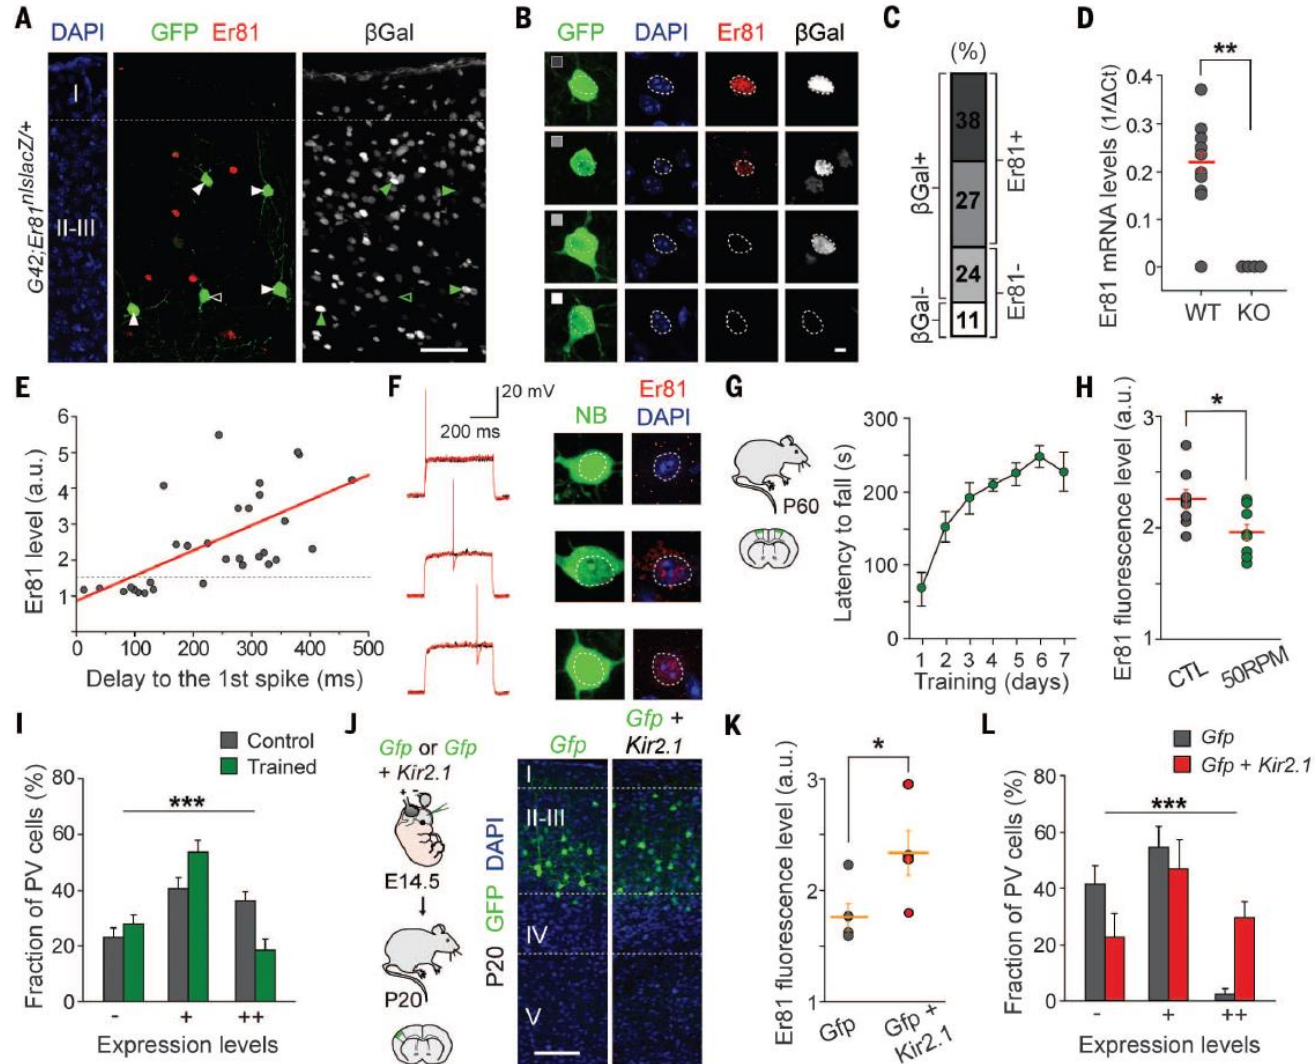 A
DAPI
GFP Er81
βGal
G42;Er81nlslacZ/+
I
II-III
B
GFP
DAPI
Er81
βGal
C
(%)
38
27
24
11
βGal+
βGal-
Er81+
Er81-
D
**
Er81 mRNA levels (1/ΔCt)
0.4
0.3
0.2
0.1
0
WT
KO
E
Er81 level (a.u.)
6
5
4
3
2
1
0
100
200
300
400
500
Delay to the 1st spike (ms)
F
20 mV
200 ms
NB
Er81
DAPI
G
P60
Latency to fall (s)
300
200
100
0
1 2 3 4 5 6 7
Training (days)
H
*
Er81 fluorescence level (a.u.)
3
2
1
CTL
50RPM
I
Control
Trained
***
Fraction of PV cells (%)
80
60
40
20
0
- + ++
Expression levels
J
Gfp or Gfp
+ Kir2.1
+ -
E14.5
P20
P20 GFP DAPI
Gfp
Gfp +
Kir2.1
I
II-III
IV
V
K
*
Er81 fluorescence level (a.u.)
3
2
1
Gfp
Gfp +
Kir2.1
L
Gfp
Gfp + Kir2.1
***
Fraction of PV cells (%)
80
60
40
20
0
- + ++
Expression levels